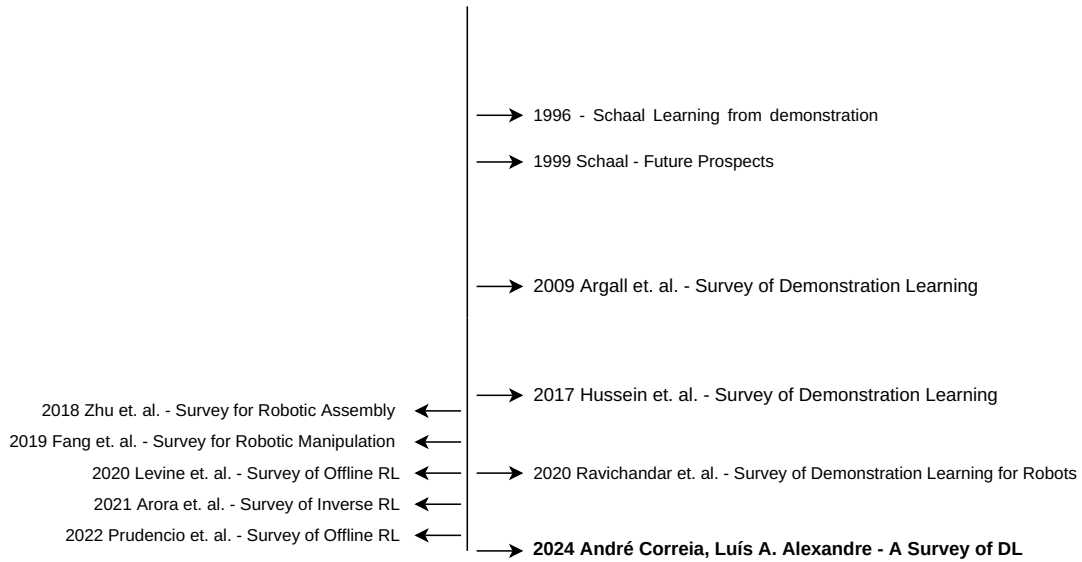 1996 - Schaal Learning from demonstration
1999 Schaal - Future Prospects
2009 Argall et. al. - Survey of Demonstration Learning
2017 Hussein et. al. - Survey of Demonstration Learning
2018 Zhu et. al. - Survey for Robotic Assembly
2019 Fang et. al. - Survey for Robotic Manipulation
2020 Levine et. al. - Survey of Offline RL
2020 Ravichandar et. al. - Survey of Demonstration Learning for Robots
2021 Arora et. al - Survey of Inverse RL
2022 Prudencio et. al. - Survey of Offline RL
2024 André Correia, Luís A. Alexandre - A Survey of DL